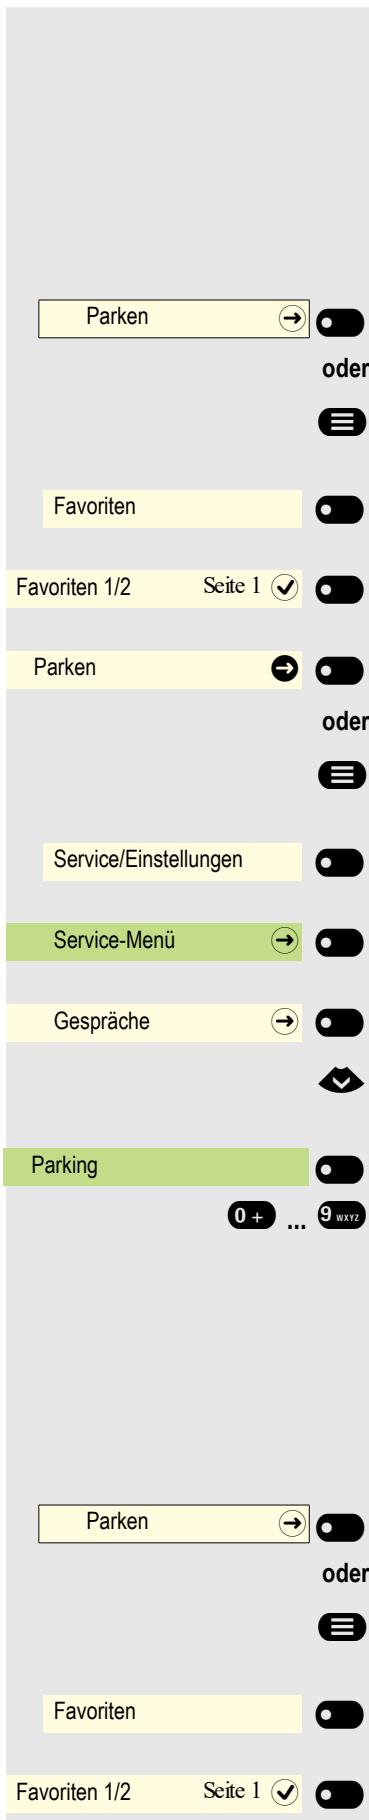 Parken
oder
Favoriten
Favoriten 1/2 Seite 1
Parken
oder
Service/Einstellungen
Service-Menü
Gespräche
Parking
0 + ... 9 wxyz
Parken
oder
Favoriten
Favoriten 1/2 Seite 1